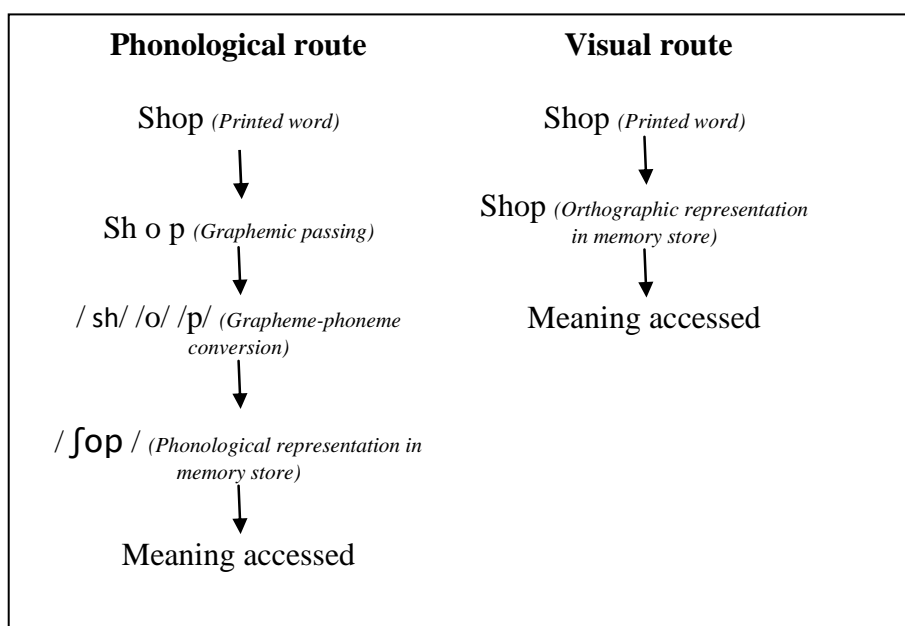 Phonological route
Shop (Printed word)
Sh o p (Graphemic passing)
/ sh/ /o/ /p/ (Grapheme-phoneme
conversion)
/ ʃop / (Phonological representation in
memory store)
Meaning accessed
Visual route
Shop (Printed word)
Shop (Orthographic representation
in memory store)
Meaning accessed